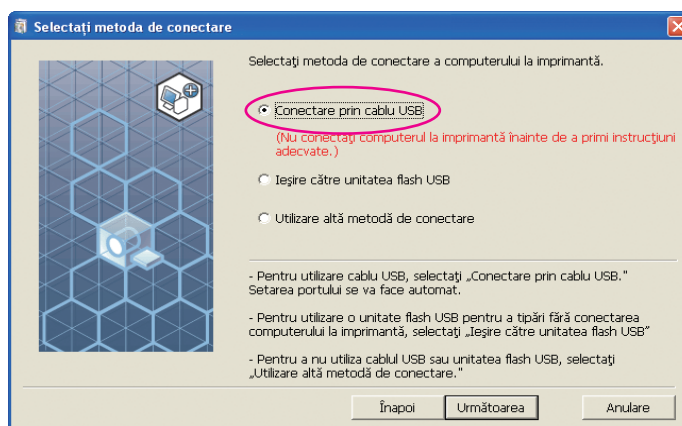 Selectați metoda de conectare
Selectaţi metoda de conectare a computerului la imprimantă.
Conectare prin cablu USB
(Nu conectaţi computerul la imprimantă înainte de a primi instrucţiuni
adecvate.)
Ieşire către unitatea flash USB
Utilizare altă metodă de conectare
- Pentru utilizare cablu USB, selectaţi „Conectare prin cablu USB."
Setarea portului se va face automat.
- Pentru utilizare o unitate flash USB pentru a tipări fără conectarea
computerului la imprimantă, selectaţi „Ieşire către unitatea flash USB”
- Pentru a nu utiliza cablul USB sau unitatea flash USB, selectaţi
„Utilizare altă metodă de conectare."
Înapoi Următoarea Anulare